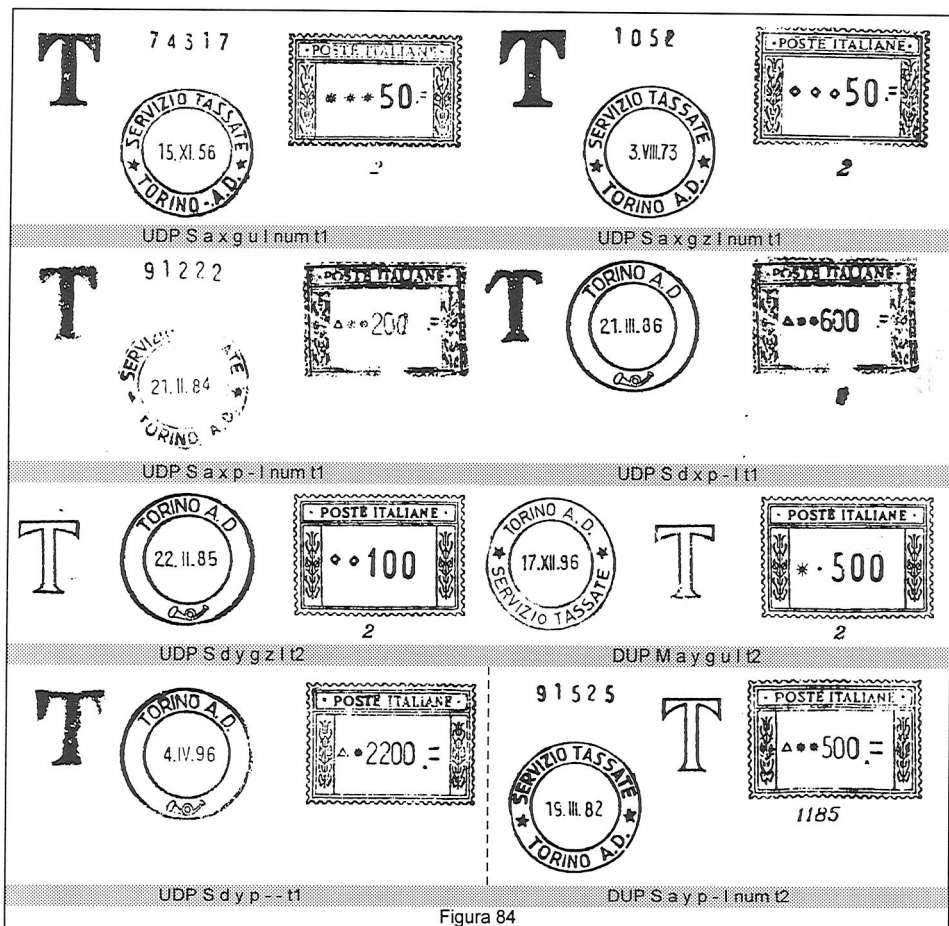 T
74317
SERVIZIO TASSATE
15.XI.56
TORINO-A.D.
· POSTE ITALIANE ·
50.=
T
1052
SERVIZIO TASSATE
3.VIII.73
TORINO A.D.
· POSTE ITALIANE ·
50.=
2
UDP S a x g u I num t1
UDP S a x g z I num t1
T
91222
21.II.84
TORINO A.D.
· POSTE ITALIANE ·
200 .=
T
TORINO A.D
21.III.86
· POSTE ITALIANE ·
600 .=
UDP S a x p - I num t1
UDP S d x p - I t1
T
TORINO A.D
22.II.85
· POSTE ITALIANE ·
100
2
TORINO A.D.
17.XII.96
SERVIZIO TASSATE
T
· POSTE ITALIANE ·
500
2
UDP S d y g z I t2
DUP M a y g u I t2
T
TORINO A.D.
4.IV.96
· POSTE ITALIANE ·
2200 .=
91525
SERVIZIO TASSATE
15.III.82
TORINO A.D.
T
· POSTE ITALIANE ·
500 .=
1185
UDP S d y p - - t1
DUP S a y p - I num t2
Figura 84